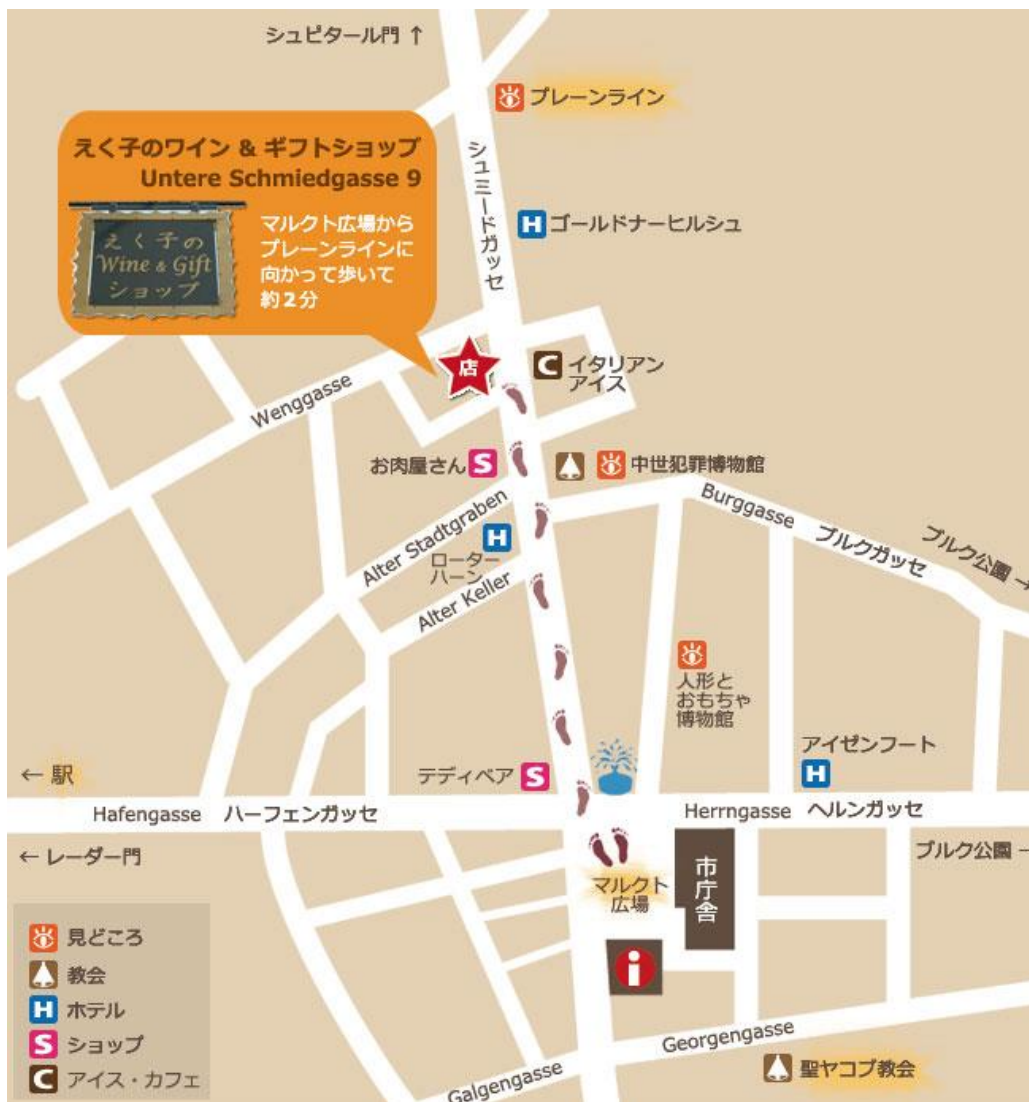 シュピタール門 ↑
プレーンライン
えく子のワイン & ギフトショップ
Untere Schmiedgasse 9
えく子の
Wine & Gift
ショップ
マルクト広場から
プレーンラインに
向かって歩いて
約2分
シュミードガッセ
H ゴールドナーヒルシュ
店
C イタリアン
アイス
Wenggasse
お肉屋さん S
中世犯罪博物館
Burggasse ブルクガッセ
ブルク公園 →
Alter Stadtgraben
H
ローター
ハーン
Alter Keller
人形と
おもちゃ
博物館
アイゼンフート
H
テディベア S
← 駅
Hafengasse ハーフェンガッセ
Herrngasse ヘルンガッセ
← レーダー門
ブルク公園 →
マルクト
広場
市庁舎
i
見どころ
教会
H ホテル
S ショップ
C アイス・カフェ
Georgengasse
Galgengasse
聖ヤコブ教会